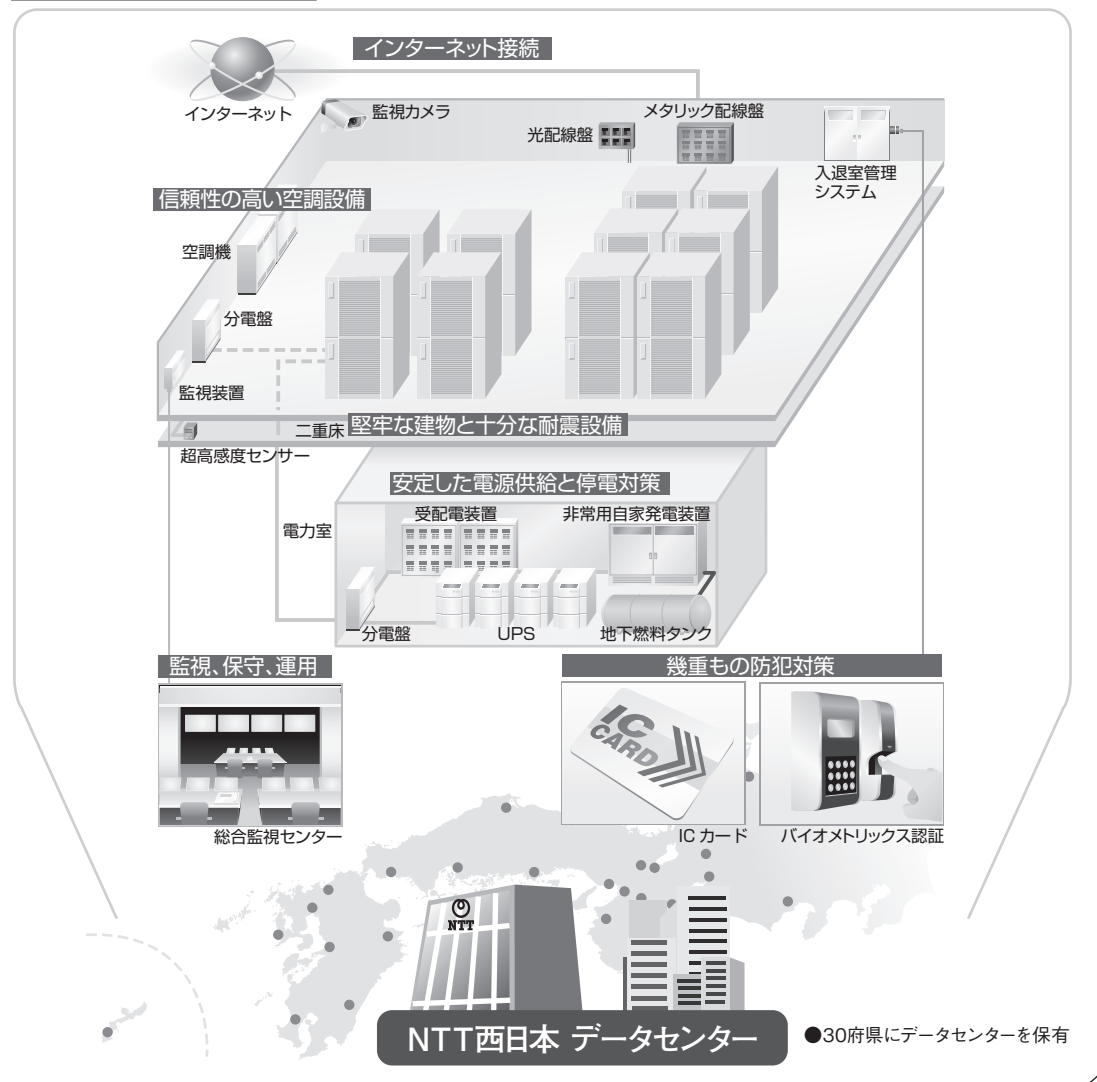 インターネット接続
インターネット
監視カメラ
光配線盤
メタリック配線盤
入退室管理
システム
信頼性の高い空調設備
空調機
分電盤
監視装置
二重床
堅牢な建物と十分な耐震設備
超高感度センサー
安定した電源供給と停電対策
電力室
受配電装置
非常用自家発電装置
分電盤
UPS
地下燃料タンク
監視、保守、運用
総合監視センター
幾重もの防犯対策
IC
CARD
IC カード
バイオメトリックス認証
NTT
NTT西日本 データセンター
●30府県にデータセンターを保有